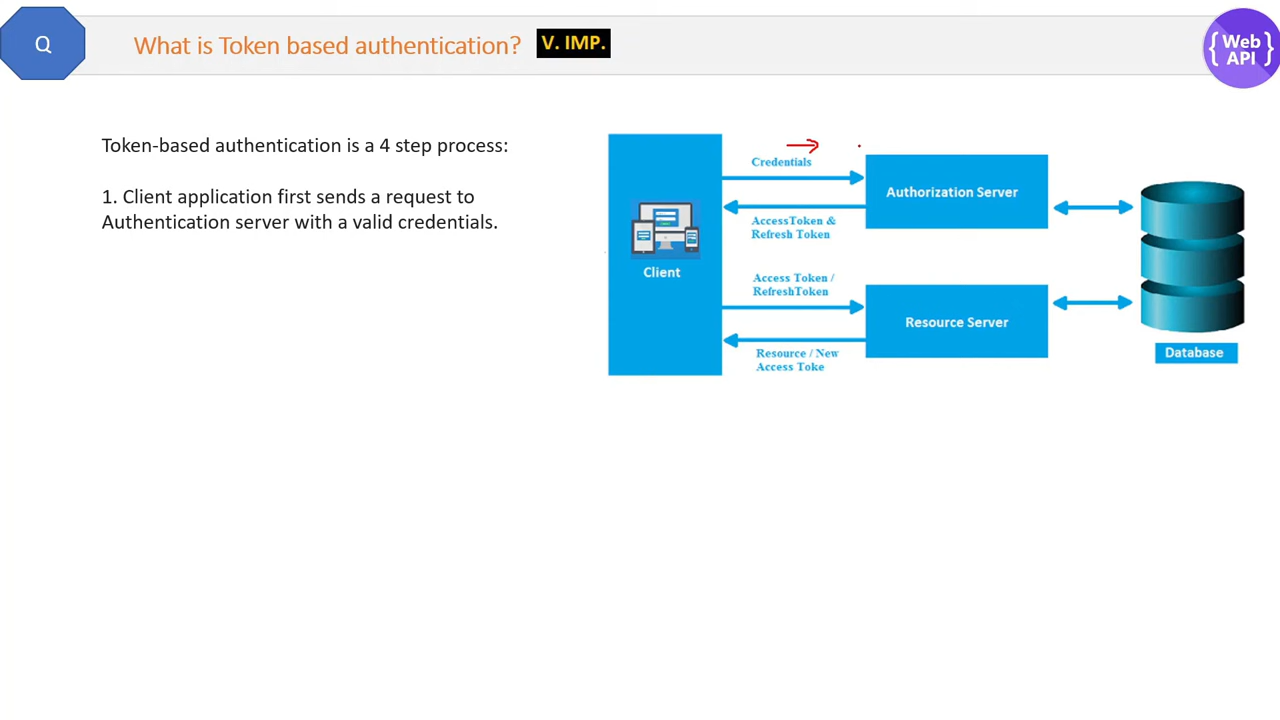 Q
What is Token based authentication?
V. IMP.
{Web
API}
Token-based authentication is a 4 step process:
1. Client application first sends a request to
Authentication server with a valid credentials.
Credentials
Authorization Server
AccessToken &
Refresh Token
Client
Access Token /
RefreshToken
Resource Server
Resource / New
Access Toke
Database